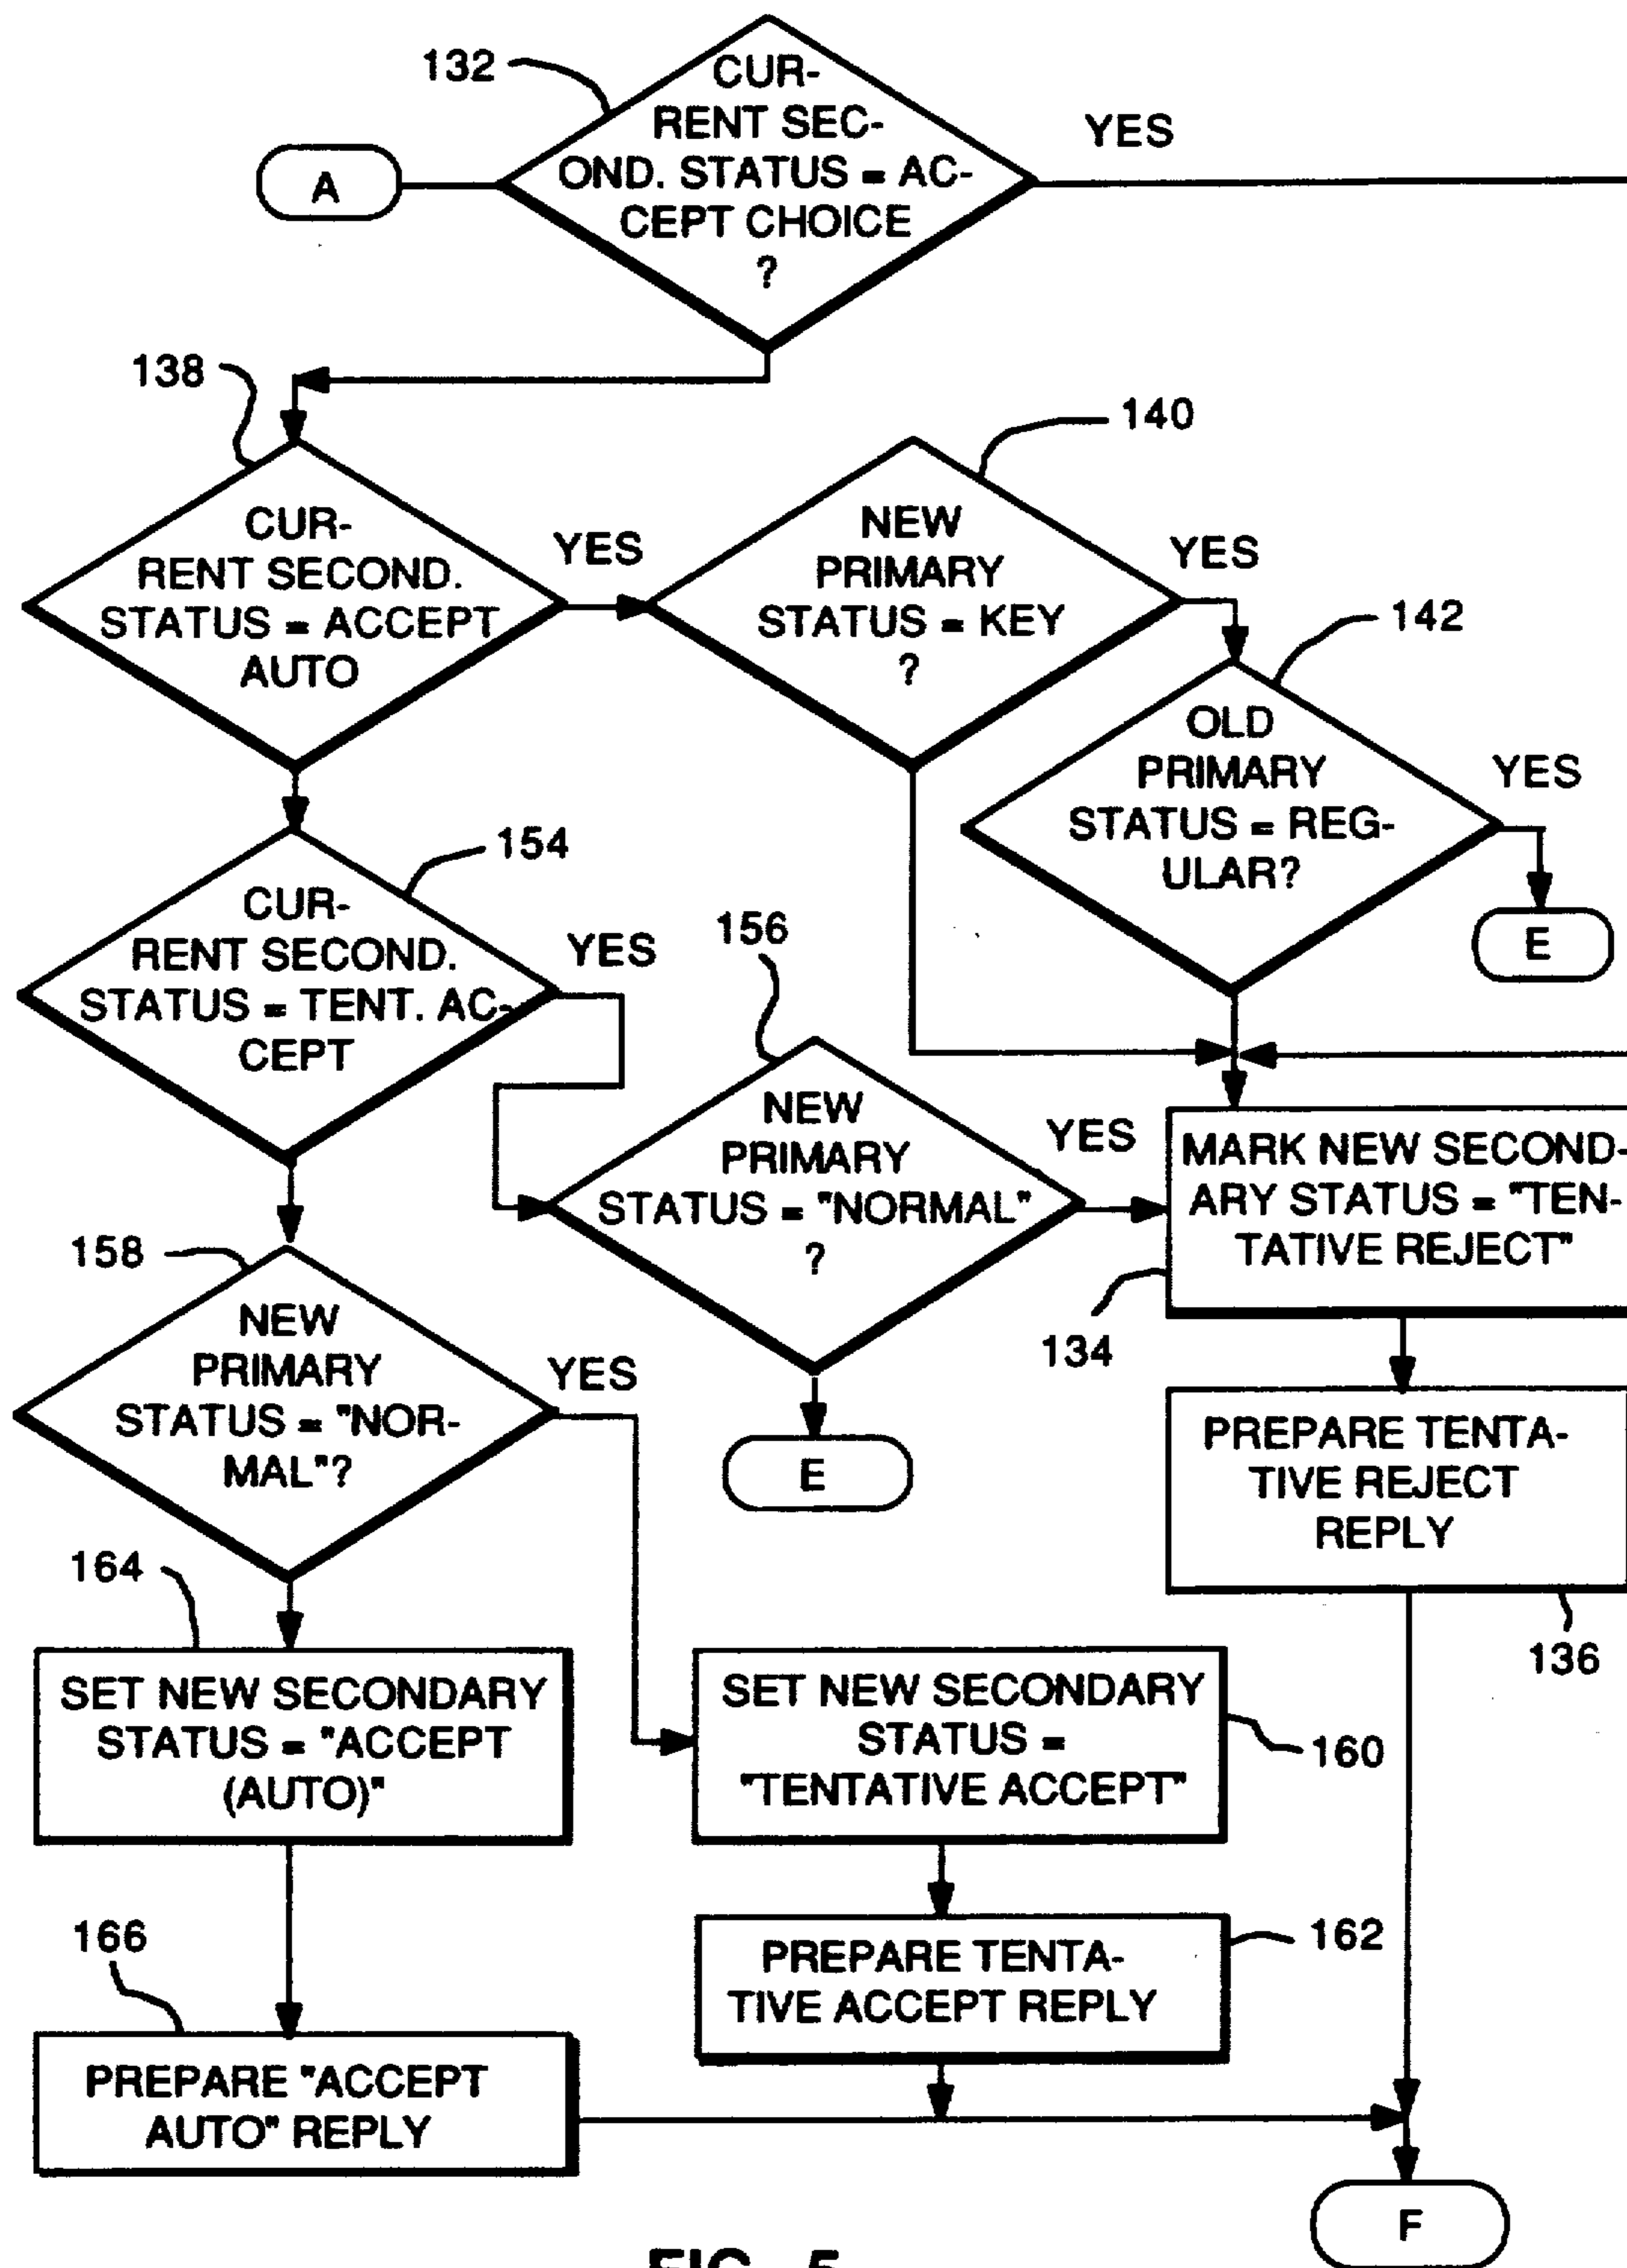 132
CUR-
RENT SEC-
OND. STATUS = AC-
CEPT CHOICE
?
YES
A
138
CUR-
RENT SECOND.
STATUS = ACCEPT
AUTO
YES
140
NEW
PRIMARY
STATUS = KEY
?
YES
142
OLD
PRIMARY
STATUS = REG-
ULAR?
YES
E
154
CUR-
RENT SECOND.
STATUS = TENT. AC-
CEPT
YES
156
NEW
PRIMARY
STATUS = "NORMAL"
?
YES
E
MARK NEW SECOND-
ARY STATUS = "TEN-
TATIVE REJECT"
134
158
NEW
PRIMARY
STATUS = "NOR-
MAL"?
YES
PREPARE TENTA-
TIVE REJECT
REPLY
136
164
SET NEW SECONDARY
STATUS = "ACCEPT
(AUTO)"
SET NEW SECONDARY
STATUS =
"TENTATIVE ACCEPT"
160
166
PREPARE "ACCEPT
AUTO" REPLY
PREPARE TENTA-
TIVE ACCEPT REPLY
162
F
FIG. 5